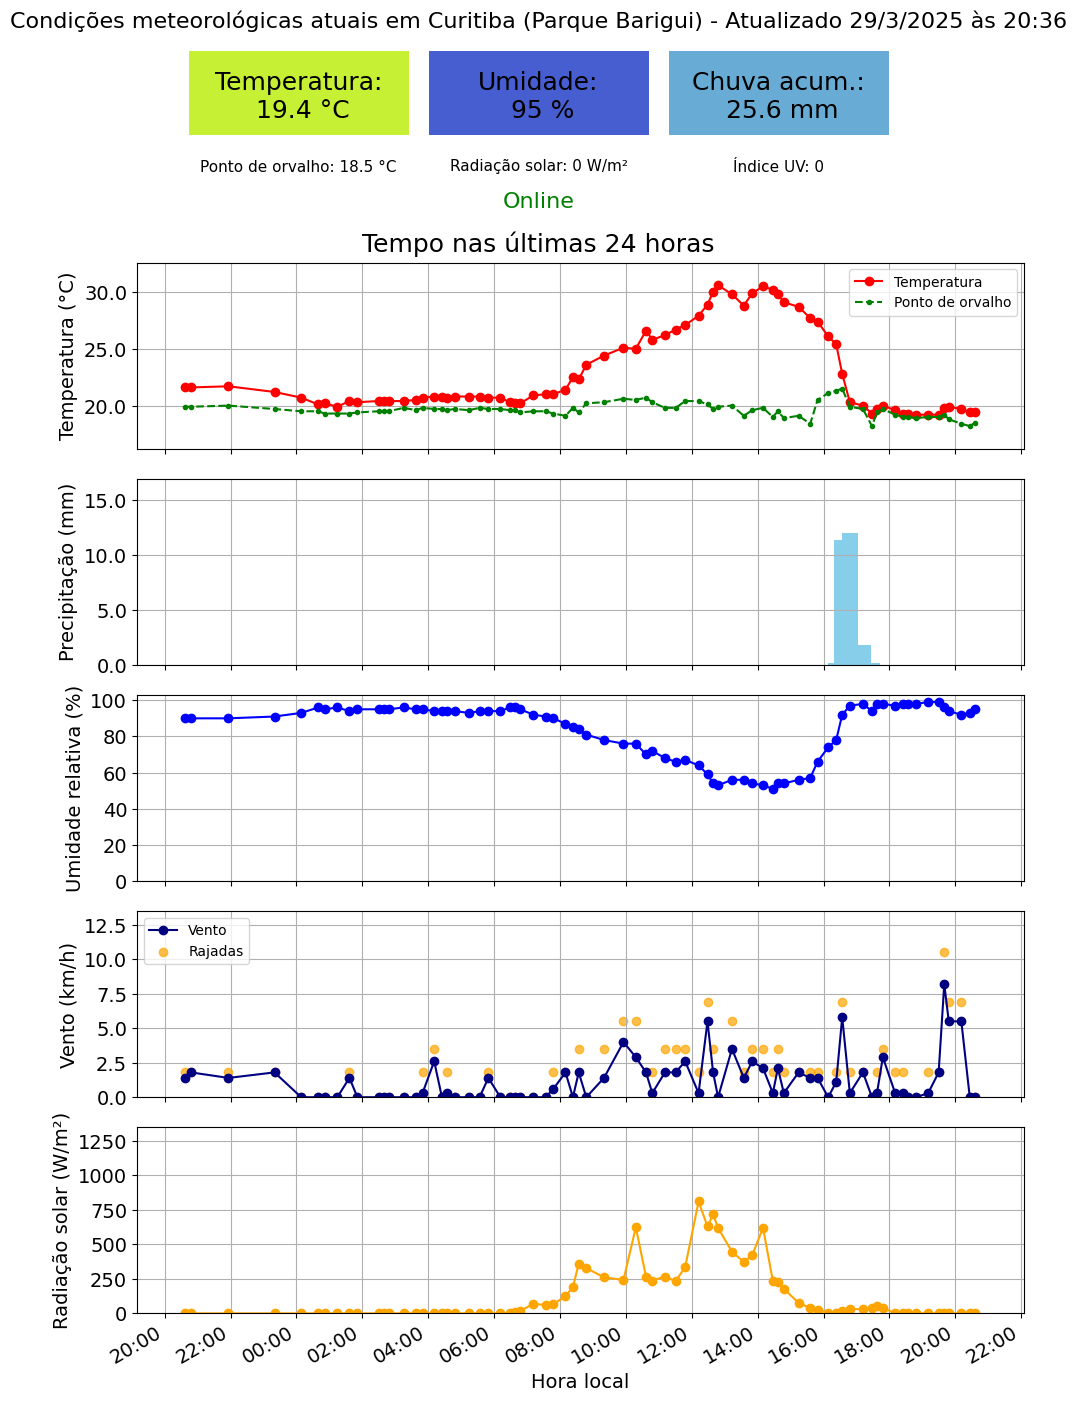 Condições meteorológicas atuais em Curitiba (Parque Barigui) - Atualizado 29/3/2025 às 20:36
Temperatura:
19.4 °C
Umidade:
95 %
Chuva acum.:
25.6 mm
Ponto de orvalho: 18.5 °C
Radiação solar: 0 W/m²
Índice UV: 0
Online
Tempo nas últimas 24 horas
Temperatura (°C)
30.0
25.0
20.0
Temperatura
Ponto de orvalho
Precipitação (mm)
15.0
10.0
5.0
0.0
Umidade relativa (%)
100
80
60
40
20
0
Vento (km/h)
12.5
10.0
7.5
5.0
2.5
0.0
Vento
Rajadas
Radiação solar (W/m²)
1250
1000
750
500
250
0
20:00
22:00
00:00
02:00
04:00
06:00
08:00
10:00
12:00
14:00
16:00
18:00
20:00
22:00
Hora local